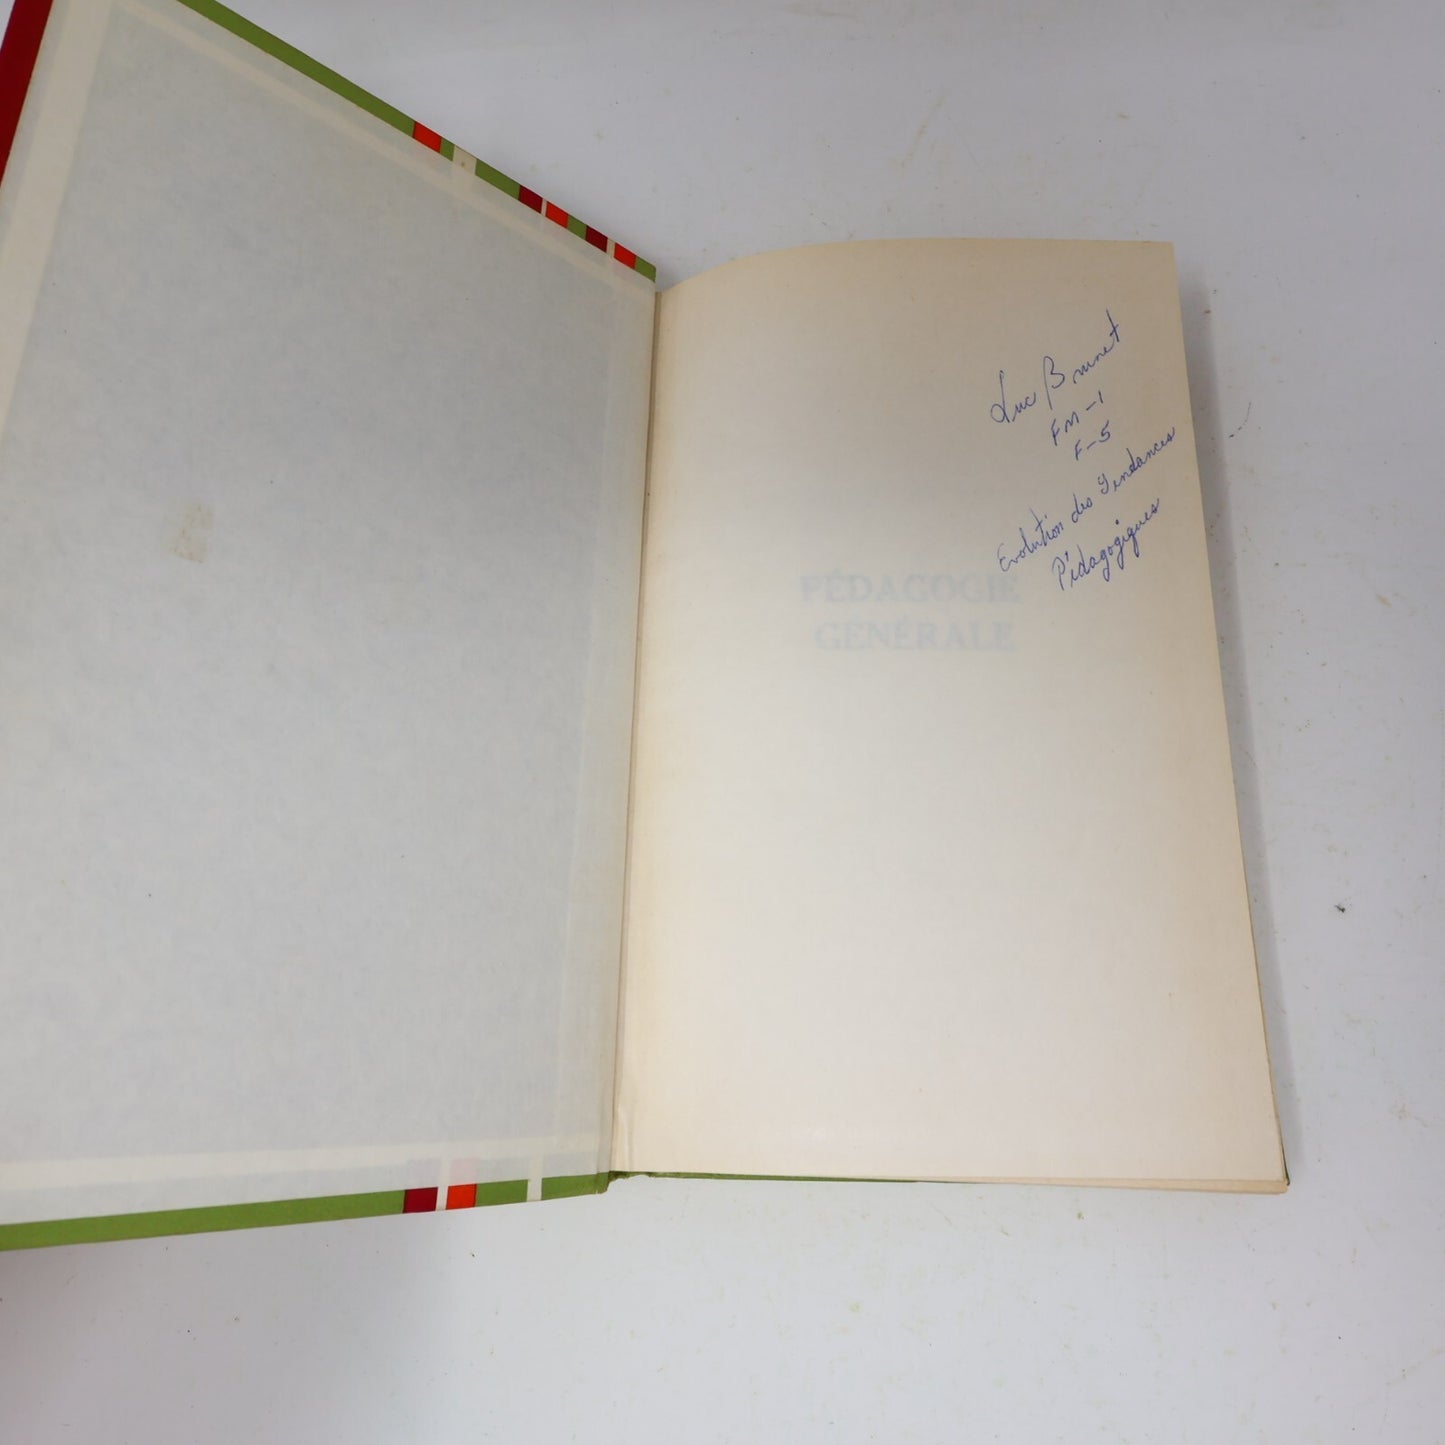 Luc Brunet
FM-1
F-5
Evolution des Tendances
Pédagogiques
PÉDAGOGIE
GÉNÉRALE